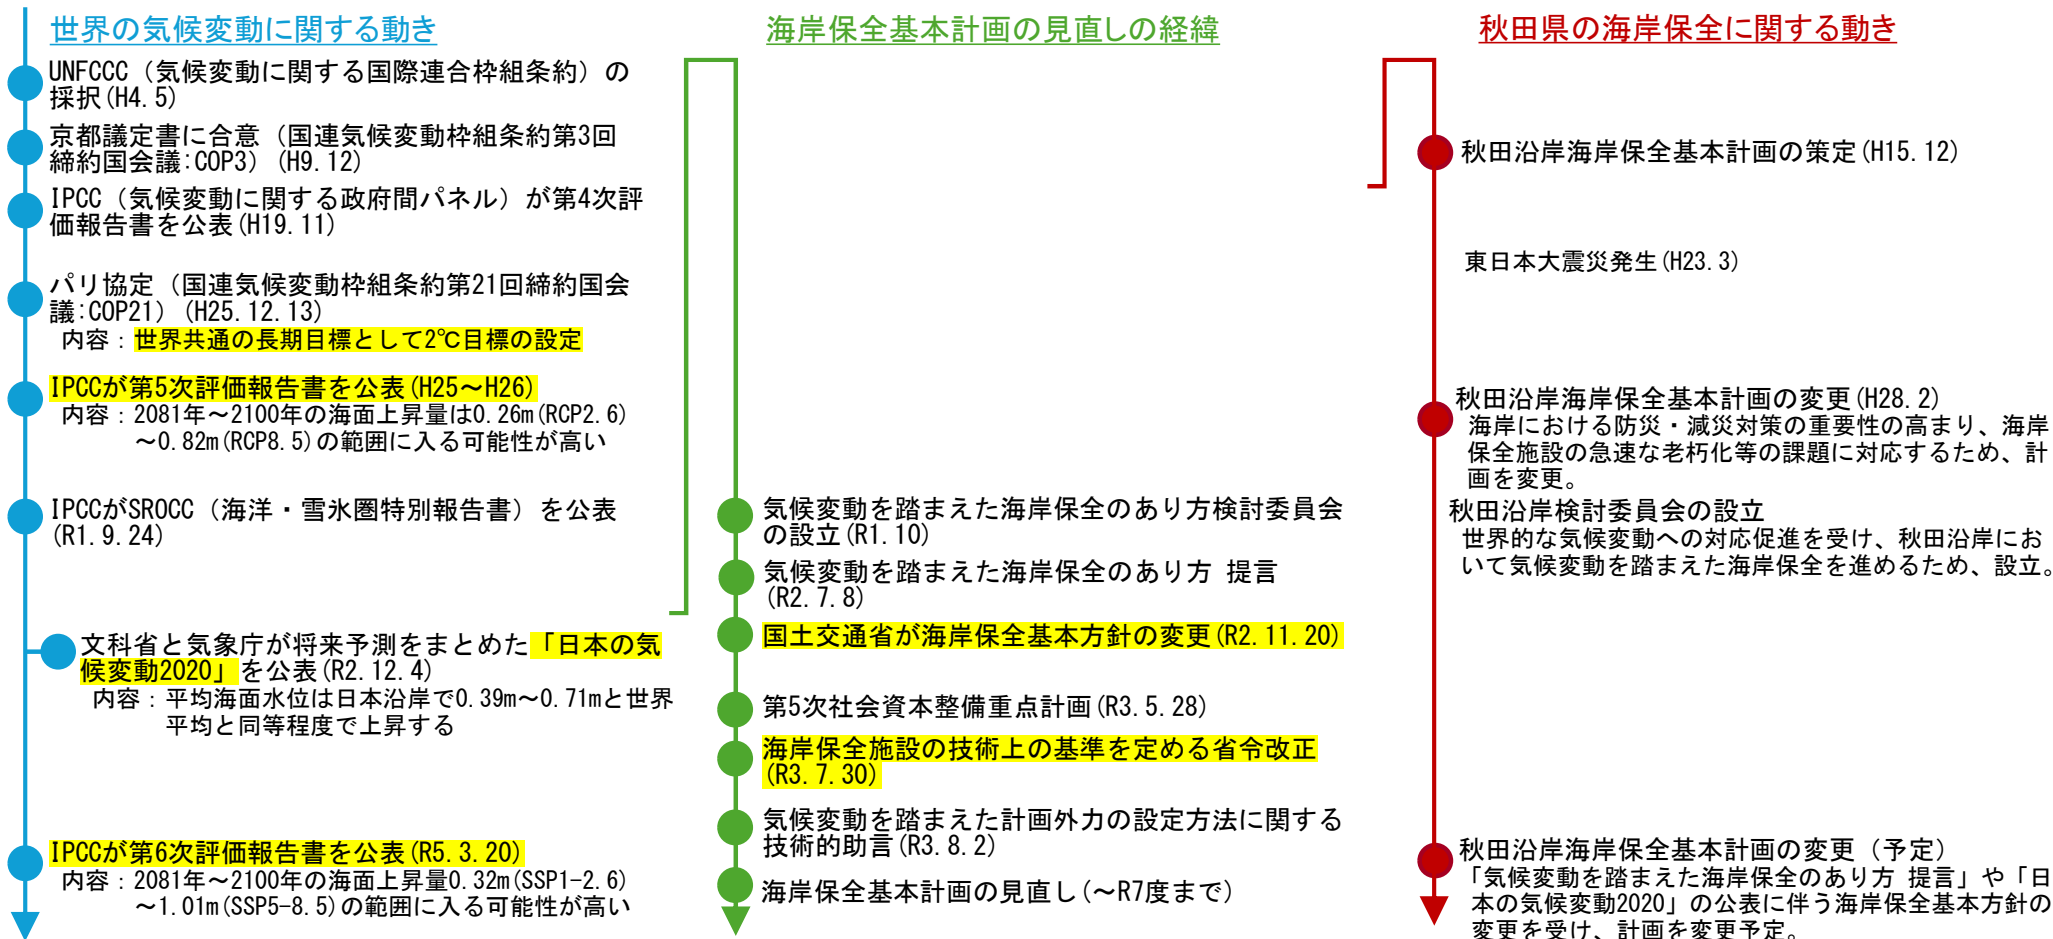 世界の気候変動に関する動き
UNFCCC（気候変動に関する国際連合枠組条約）の
採択(H4.5)
京都議定書に合意（国連気候変動枠組条約第3回
締約国会議:COP3）(H9.12)
IPCC（気候変動に関する政府間パネル）が第4次評
価報告書を公表(H19.11)
パリ協定（国連気候変動枠組条約第21回締約国会
議:COP21）(H25.12.13)
内容：世界共通の長期目標として2℃目標の設定
IPCCが第5次評価報告書を公表(H25～H26)
内容：2081年～2100年の海面上昇量は0.26m(RCP2.6)
～0.82m(RCP8.5)の範囲に入る可能性が高い
IPCCがSROCC（海洋・雪氷圏特別報告書）を公表
(R1.9.24)
文科省と気象庁が将来予測をまとめた「日本の気
候変動2020」を公表(R2.12.4)
内容：平均海面水位は日本沿岸で0.39m～0.71mと世界
平均と同等程度で上昇する
IPCCが第6次評価報告書を公表(R5.3.20)
内容：2081年～2100年の海面上昇量0.32m(SSP1-2.6)
～1.01m(SSP5-8.5)の範囲に入る可能性が高い
海岸保全基本計画の見直しの経緯
気候変動を踏まえた海岸保全のあり方検討委員会
の設立(R1.10)
気候変動を踏まえた海岸保全のあり方 提言
(R2.7.8)
国土交通省が海岸保全基本方針の変更(R2.11.20)
第5次社会資本整備重点計画(R3.5.28)
海岸保全施設の技術上の基準を定める省令改正
(R3.7.30)
気候変動を踏まえた計画外力の設定方法に関する
技術的助言(R3.8.2)
海岸保全基本計画の見直し(～R7度まで)
秋田県の海岸保全に関する動き
秋田沿岸海岸保全基本計画の策定(H15.12)
東日本大震災発生(H23.3)
秋田沿岸海岸保全基本計画の変更(H28.2)
海岸における防災・減災対策の重要性の高まり、海岸
保全施設の急速な老朽化等の課題に対応するため、計
画を変更。
秋田沿岸検討委員会の設立
世界的な気候変動への対応促進を受け、秋田沿岸にお
いて気候変動を踏まえた海岸保全を進めるため、設立。
秋田沿岸海岸保全基本計画の変更（予定）
「気候変動を踏まえた海岸保全のあり方 提言」や「日
本の気候変動2020」の公表に伴う海岸保全基本方針の
変更を受け、計画を変更予定。